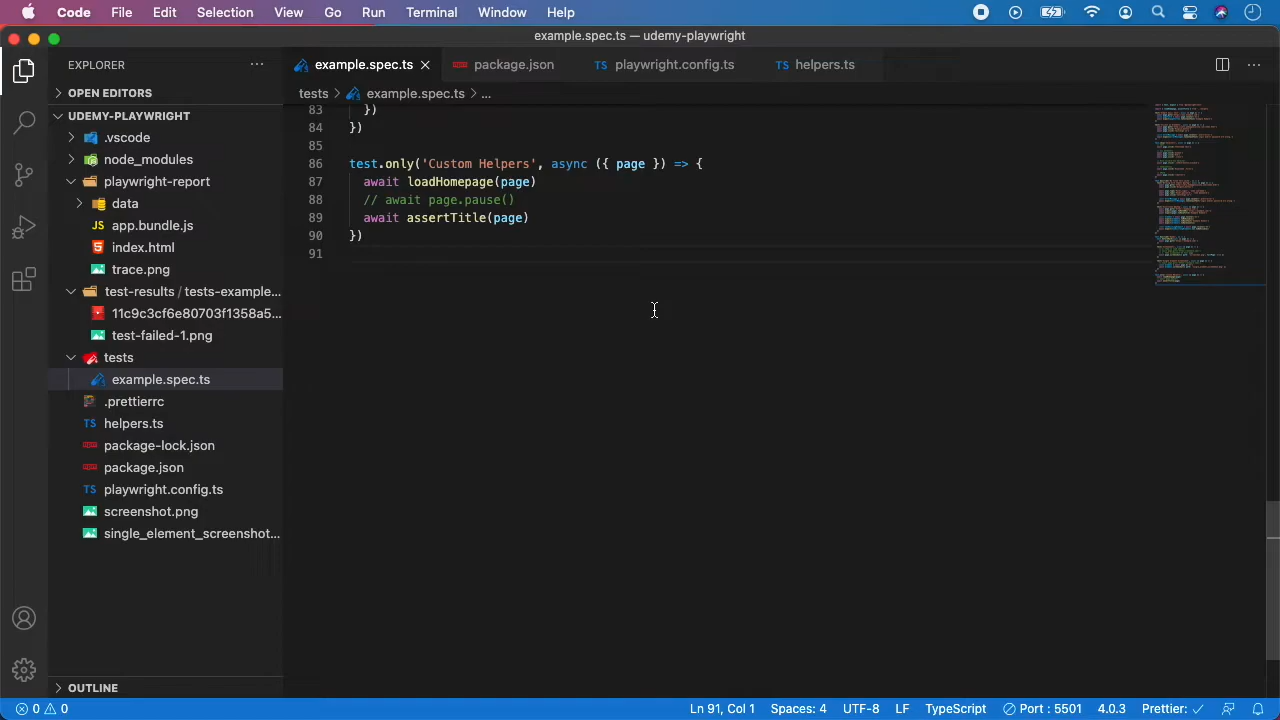 Code File Edit Selection View Go Run Terminal Window Help
example.spec.ts — udemy-playwright
EXPLORER
example.spec.ts
package.json
TS playwright.config.ts
TS helpers.ts
OPEN EDITORS
tests > example.spec.ts > ...
UDEMY-PLAYWRIGHT
.vscode
node_modules
playwright-report
data
app.bundle.js
index.html
trace.png
test-results / tests-example...
11c9c3cf6e80703f1358a5...
test-failed-1.png
tests
example.spec.ts
.prettierrc
TS helpers.ts
package-lock.json
package.json
TS playwright.config.ts
screenshot.png
single_element_screenshot...
OUTLINE
83 })
84 })
85
86 test.only('Custom Helpers', async ({ page }) => {
87 await loadHomepage(page)
88 // await page.pause()
89 await assertTitle(page)
90 })
91
0 0
Ln 91, Col 1 Spaces: 4 UTF-8 LF TypeScript Port : 5501 4.0.3 Prettier: ✓